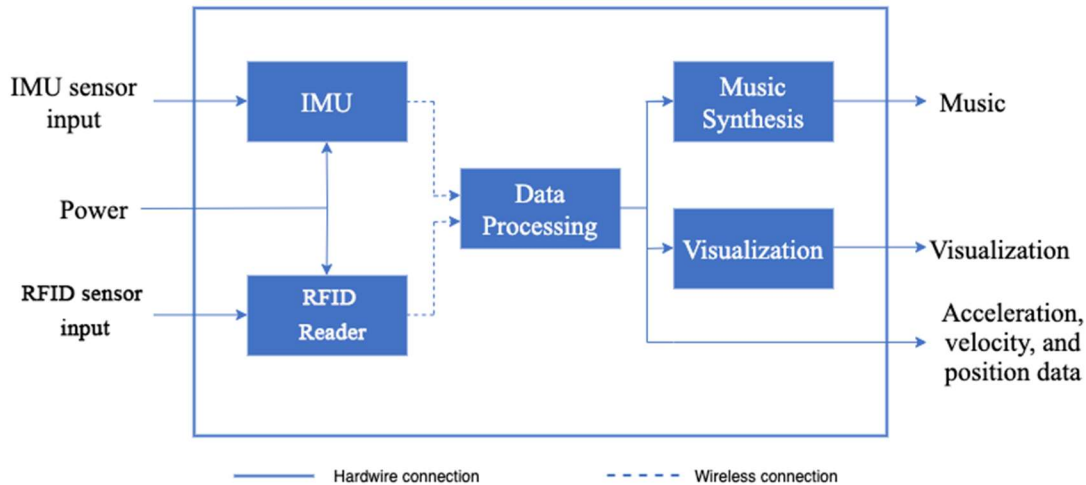 IMU sensor
input
IMU
Power
RFID sensor
input
RFID
Reader
Data
Processing
Music
Synthesis
Music
Visualization
Visualization
Acceleration,
velocity, and
position data
Hardwire connection
Wireless connection